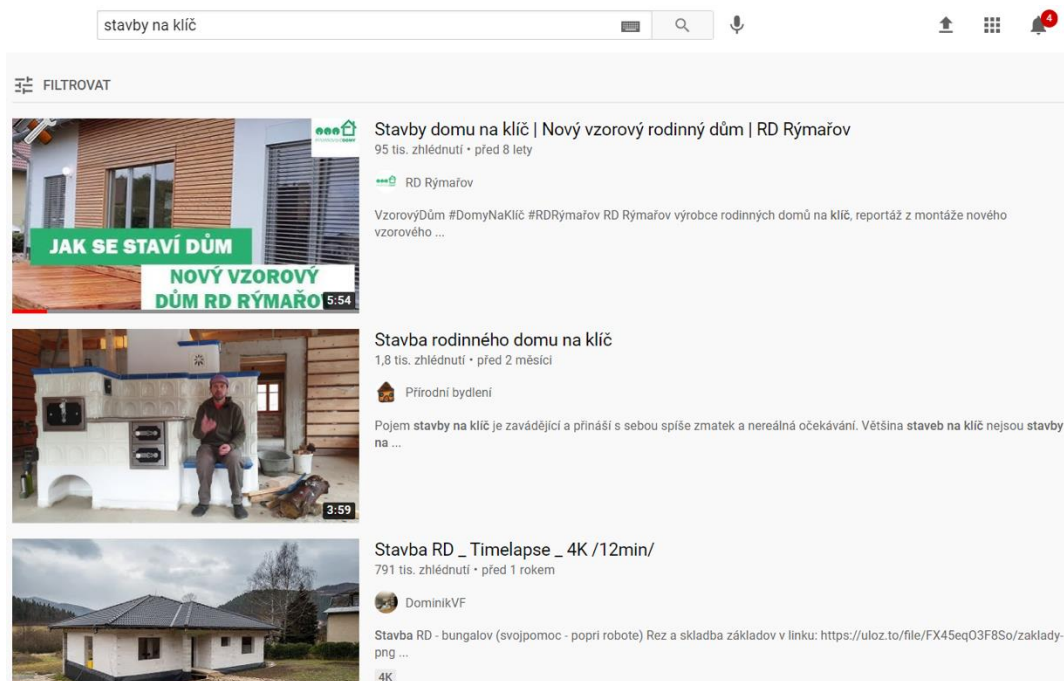 stavby na klíč
4
FILTROVAT
JAK SE STAVÍ DŮM
NOVÝ VZOROVÝ
DŮM RD RÝMAŘOV
5:54
Stavby domu na klíč | Nový vzorový rodinný dům | RD Rýmařov
95 tis. zhlédnutí • před 8 lety
RD Rýmařov
VzorovýDům #DomyNaKlíč #RDRýmařov RD Rýmařov výrobce rodinných domů na klíč, reportáž z montáže nového
vzorového ...
3:59
Stavba rodinného domu na klíč
1,8 tis. zhlédnutí • před 2 měsíci
Přírodní bydlení
Pojem stavby na klíč je zavádějící a přináší s sebou spíše zmatek a nereálná očekávání. Většina staveb na klíč nejsou stavby
na ...
Stavba RD _ Timelapse _ 4K /12min/
791 tis. zhlédnutí • před 1 rokem
DominikVF
Stavba RD - bungalov (svojpomoc - popri robote) Rez a skladba základov v linku: https://uloz.to/file/FX45eqO3F8So/zaklady-
png ...
4K